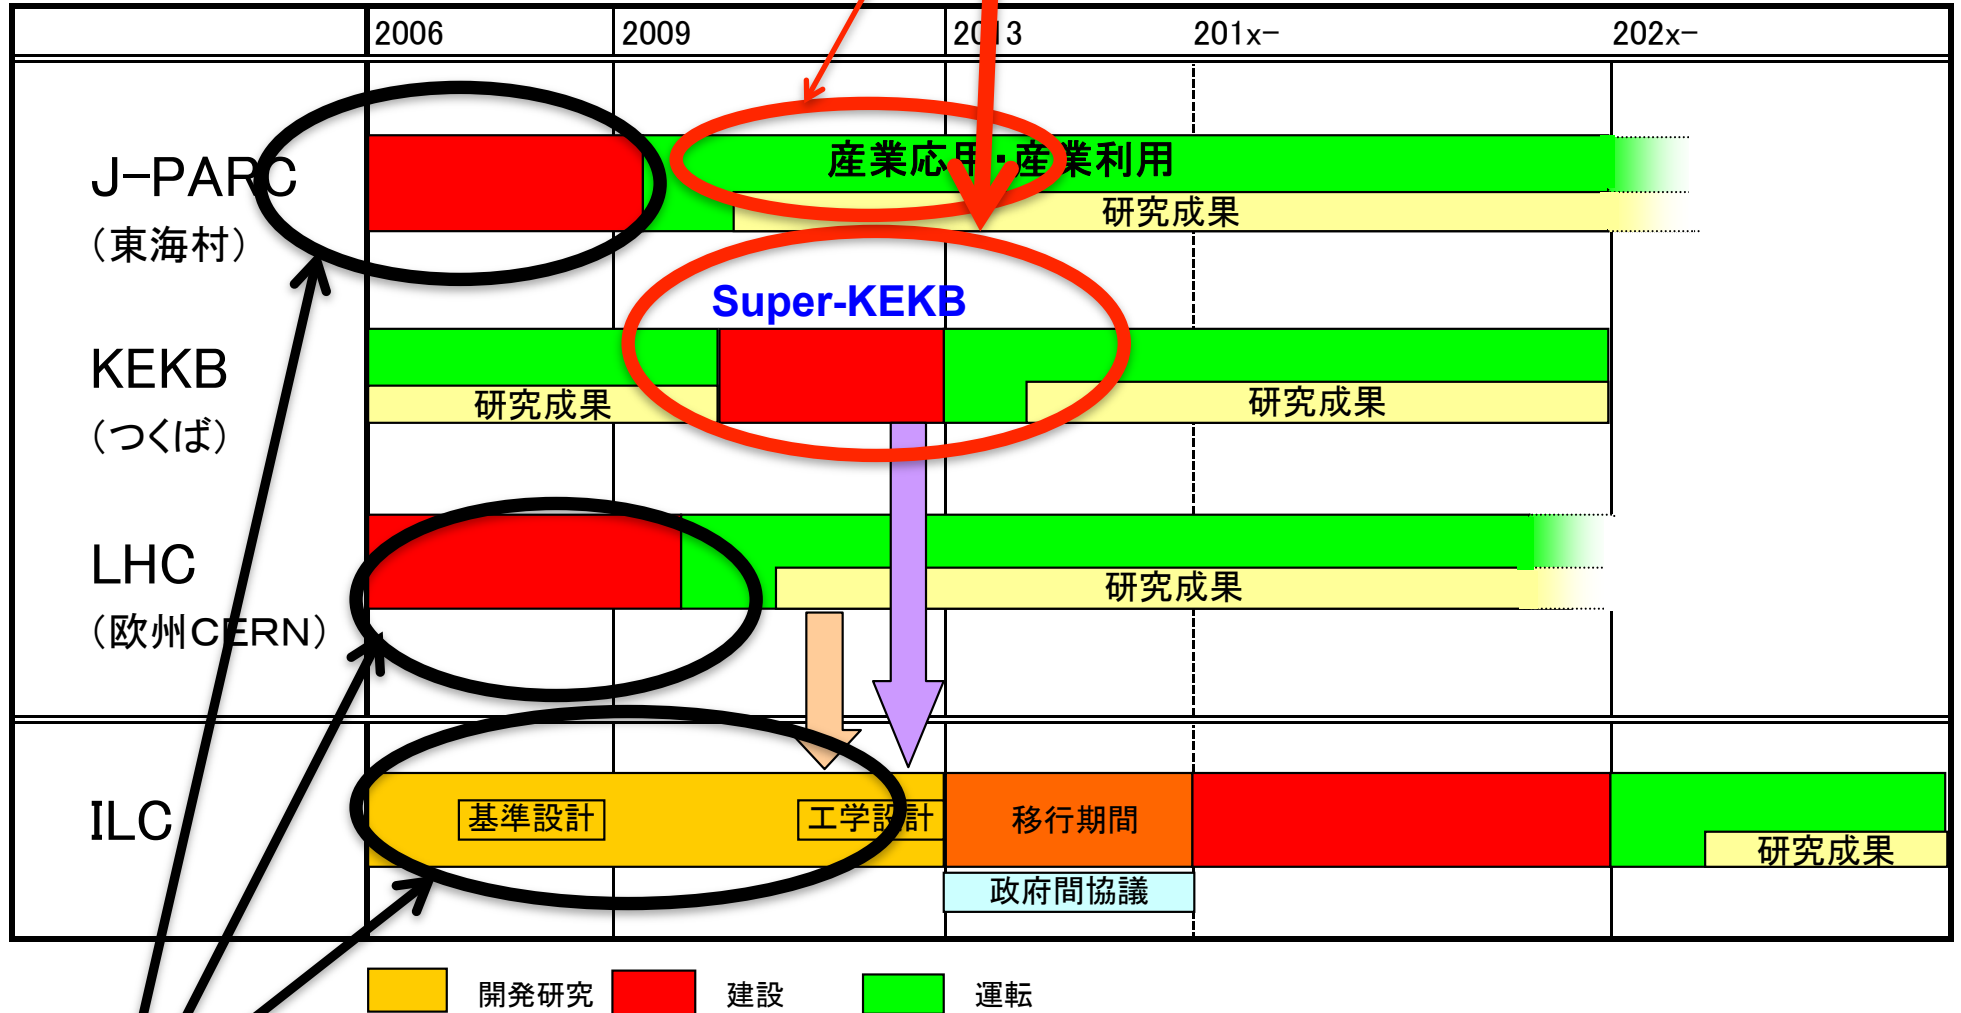 2006 2009 2013 201x− 202x−
J−PARC
（東海村）
産業応用・産業利用
研究成果
Super-KEKB
KEKB
（つくば）
研究成果
研究成果
LHC
（欧州CERN）
研究成果
ILC
基準設計
工学設計
移行期間
研究成果
政府間協議
開発研究 建設 運転